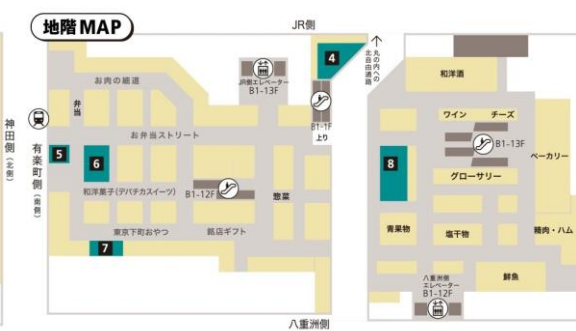 地階MAP
JR側
4
丸の内への
北自由通路
お肉の細道
JR側エレベーター
B1-13F
B1-1F
上り
弁当
お弁当ストリート
神田側(北側)
有楽町側(南側)
5
6
和洋菓子(デパチカスイーツ)
B1-12F
惣菜
東京下町おやつ
銘店ギフト
7
八重洲側
和洋酒
ワイン
チーズ
B1-13F
ベーカリー
8
グローサリー
青果物
塩干物
精肉・ハム
八重洲側
エレベーター
B1-12F
鮮魚